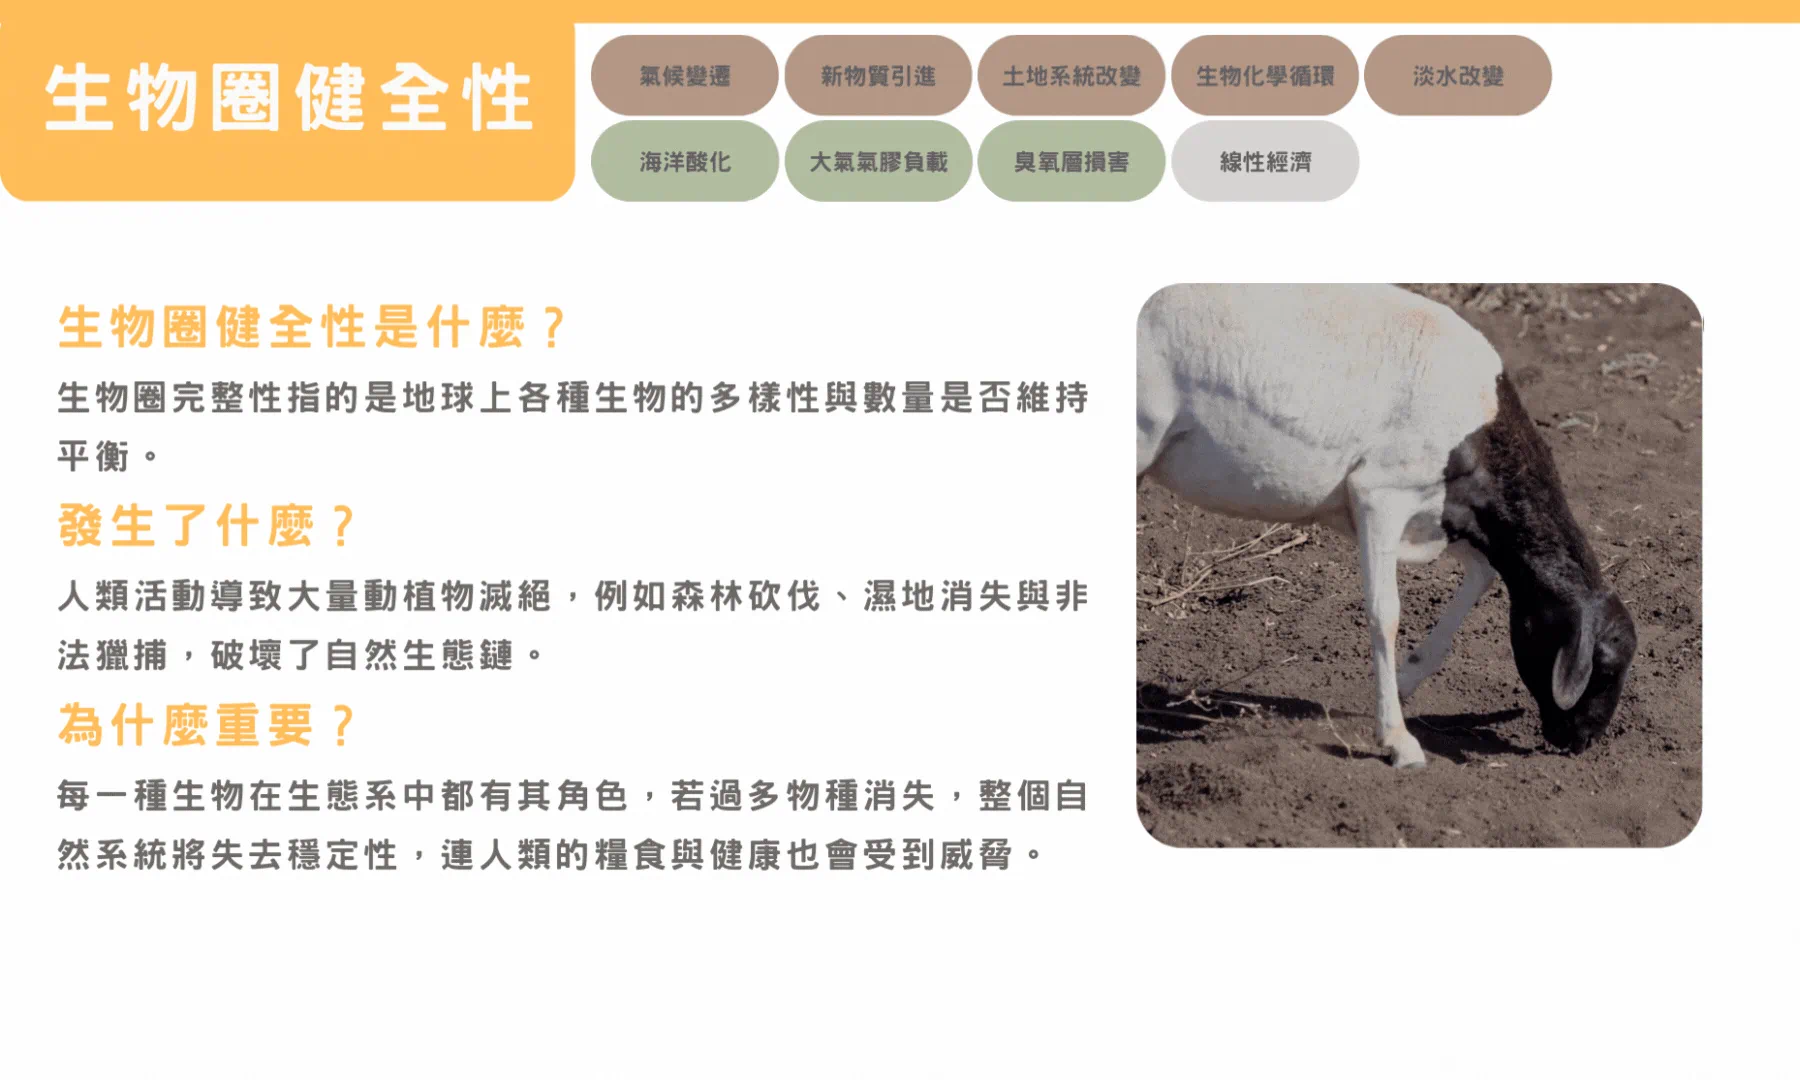 生物圈健全性
氣候變遷
新物質引進
土地系統改變
生物化學循環
淡水改變
海洋酸化
大氣氣膠負載
臭氧層損害
線性經濟
生物圈健全性是什麼？
生物圈完整性指的是地球上各種生物的多樣性與數量是否維持
平衡。
發生了什麼？
人類活動導致大量動植物滅絕，例如森林砍伐、濕地消失與非
法獵捕，破壞了自然生態鏈。
為什麼重要？
每一種生物在生態系中都有其角色，若過多物種消失，整個自
然系統將失去穩定性，連人類的糧食與健康也會受到威脅。